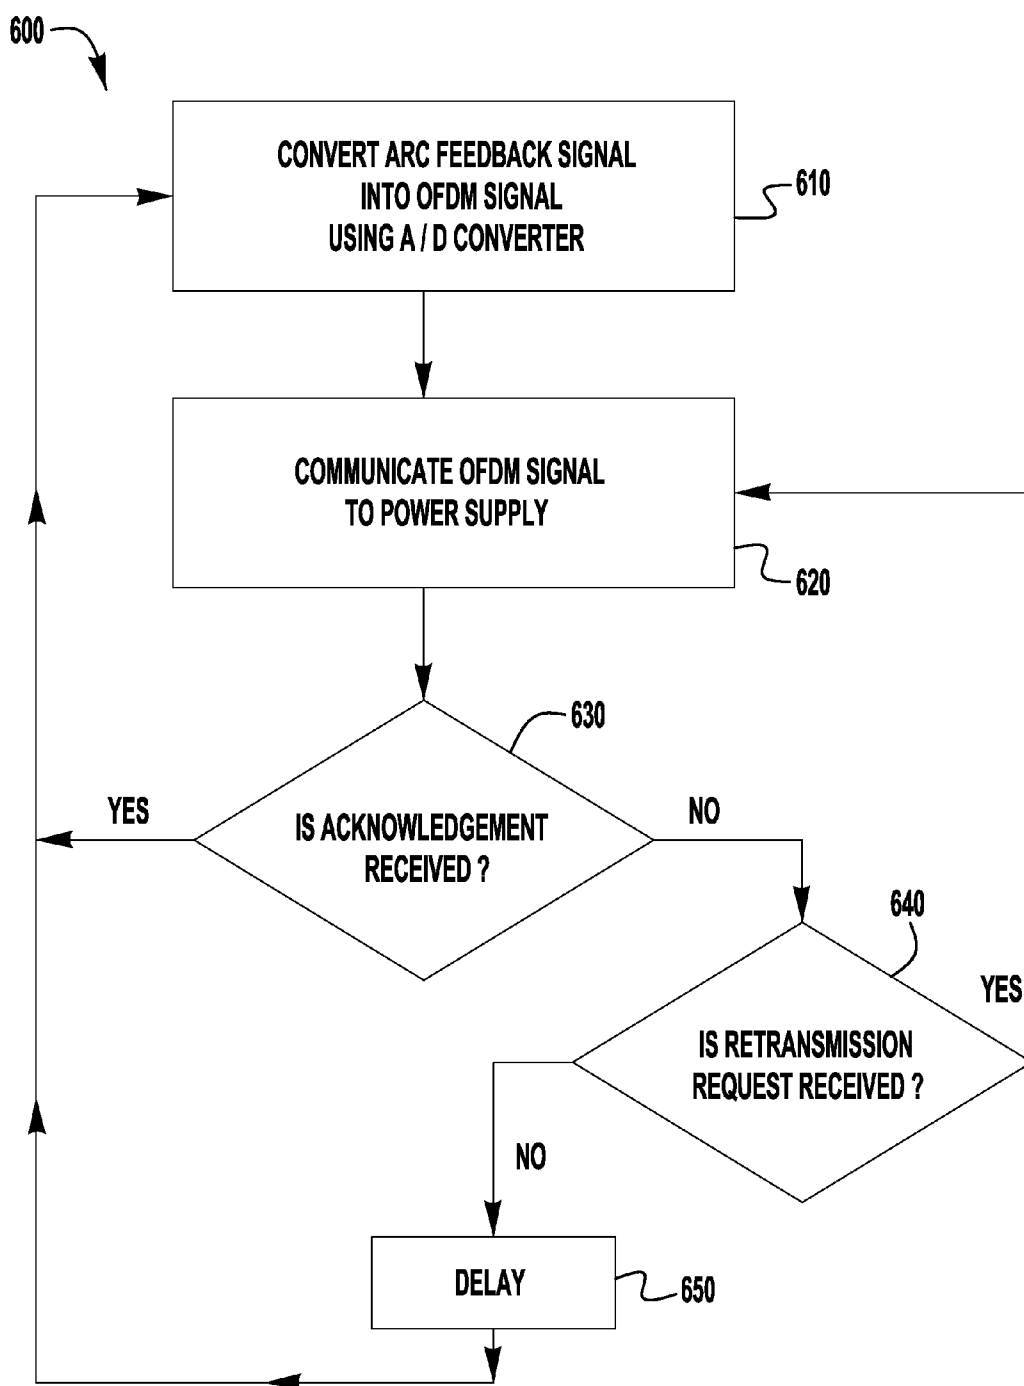 600
CONVERT ARC FEEDBACK SIGNAL
INTO OFDM SIGNAL
USING A / D CONVERTER
610
COMMUNICATE OFDM SIGNAL
TO POWER SUPPLY
620
630
YES
IS ACKNOWLEDGEMENT
RECEIVED ?
NO
640
YES
IS RETRANSMISSION
REQUEST RECEIVED ?
NO
DELAY
650